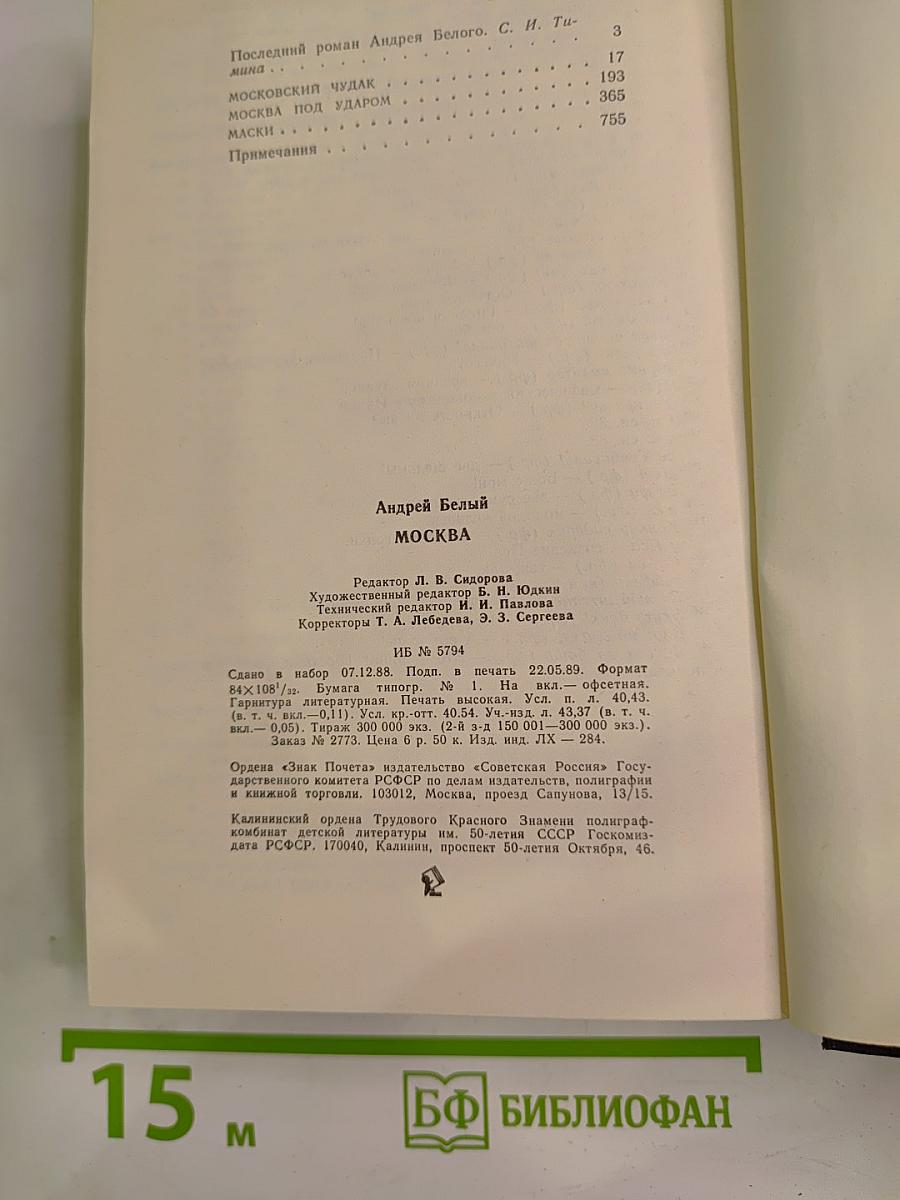 Последний роман Андрея Белого. С. И. Ти-
мина . . . . . . . . . . . . . . 3
МОСКОВСКИЙ ЧУДАК . . . . . . . . . . . 17
МОСКВА ПОД УДАРОМ . . . . . . . . . . 193
МАСКИ . . . . . . . . . . . . . . . . 365
Примечания . . . . . . . . . . . . . 755
Андрей Белый
МОСКВА
Редактор Л. В. Сидорова
Художественный редактор Б. Н. Юдкин
Технический редактор И. И. Павлова
Корректоры Т. А. Лебедева, Э. З. Сергеева
ИБ № 5794
Сдано в набор 07.12.88. Подп. в печать 22.05.89. Формат
84×108¹/₃₂. Бумага типогр. № 1. На вкл.— офсетная.
Гарнитура литературная. Печать высокая. Усл. п. л. 40,43.
(в. т. ч. вкл.—0,11). Усл. кр.-отт. 40.54. Уч.-изд. л. 43,37 (в. т. ч.
вкл.— 0,05). Тираж 300 000 экз. (2-й з-д 150 001—300 000 экз.).
Заказ № 2773. Цена 6 р. 50 к. Изд. инд. ЛХ — 284.
Ордена «Знак Почета» издательство «Советская Россия» Госу-
дарственного комитета РСФСР по делам издательств, полиграфии
и книжной торговли. 103012, Москва, проезд Сапунова, 13/15.
Калининский ордена Трудового Красного Знамени полиграф-
комбинат детской литературы им. 50-летия СССР Госкомиз-
дата РСФСР. 170040, Калинин, проспект 50-летия Октября, 46.
15 м
БФ БИБЛИОФАН